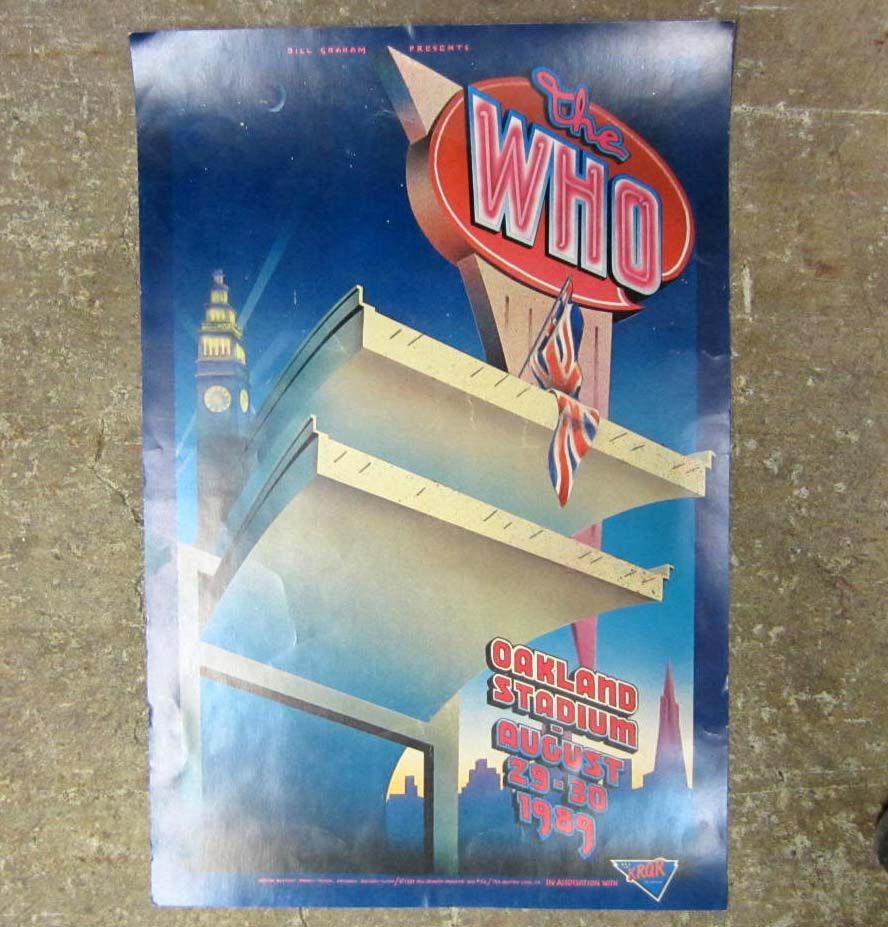 BILL GRAHAM PRESENTS
the
WHO
OAKLAND
STADIUM
AUGUST
29-30
1989
IN ASSOCIATION WITH
KRQR